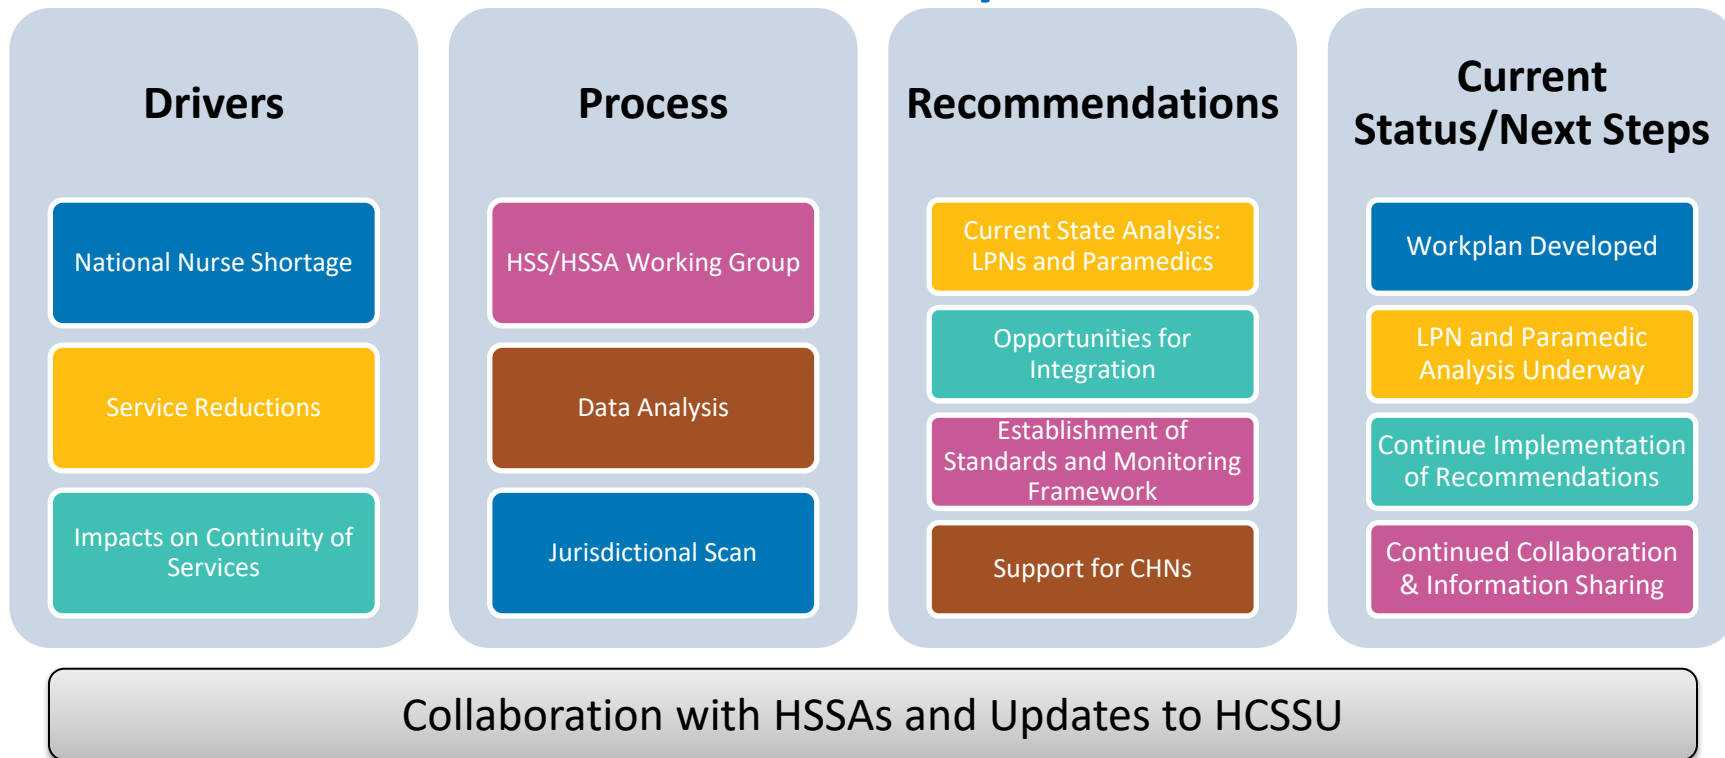 Drivers
National Nurse Shortage
Service Reductions
Impacts on Continuity of
Services
Process
HSS/HSSA Working Group
Data Analysis
Jurisdictional Scan
Recommendations
Current State Analysis:
LPNs and Paramedics
Opportunities for
Integration
Establishment of
Standards and Monitoring
Framework
Support for CHNs
Current
Status/Next Steps
Workplan Developed
LPN and Paramedic
Analysis Underway
Continue Implementation
of Recommendations
Continued Collaboration
& Information Sharing
Collaboration with HSSAs and Updates to HCSSU